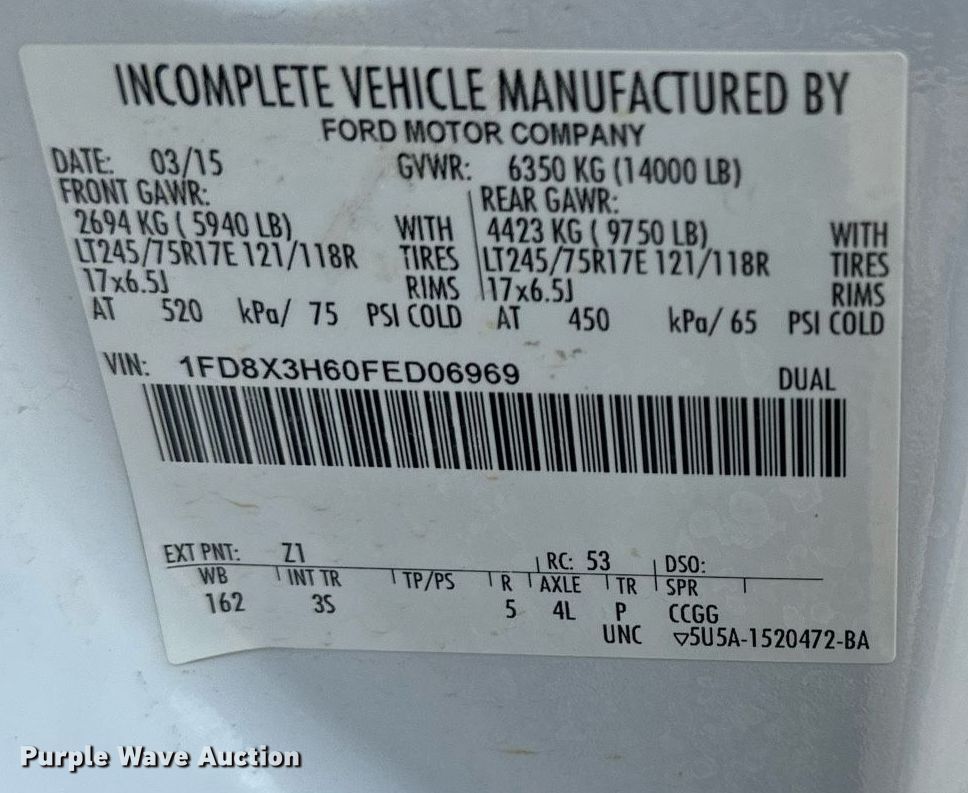 INCOMPLETE VEHICLE MANUFACTURED BY
FORD MOTOR COMPANY
DATE: 03/15 GVWR: 6350 KG (14000 LB)
FRONT GAWR: REAR GAWR:
2694 KG ( 5940 LB) WITH 4423 KG ( 9750 LB) WITH
LT245/75R17E 121/118R TIRES LT245/75R17E 121/118R TIRES
17x6.5J RIMS 17x6.5J RIMS
AT 520 kPa/ 75 PSI COLD AT 450 kPa/ 65 PSI COLD
VIN: 1FD8X3H60FED06969 DUAL
EXT PNT: Z1 RC: 53 DSO:
WB INT TR TP/PS R AXLE TR SPR
162 3S 5 4L P CCGG
UNC ▽5U5A-1520472-BA
Purple Wave Auction